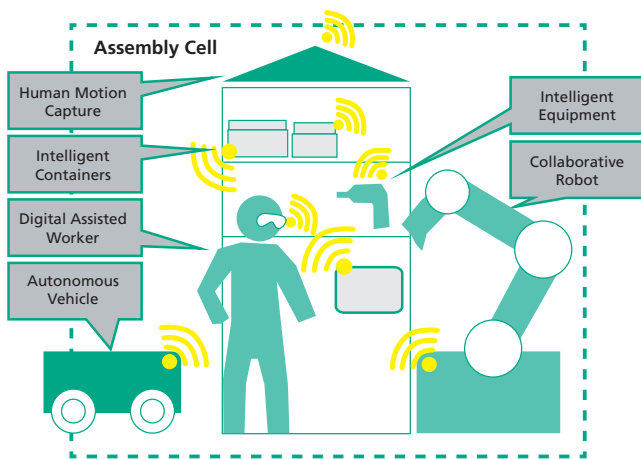 Assembly Cell
Human Motion
Capture
Intelligent
Containers
Digital Assisted
Worker
Autonomous
Vehicle
Intelligent
Equipment
Collaborative
Robot